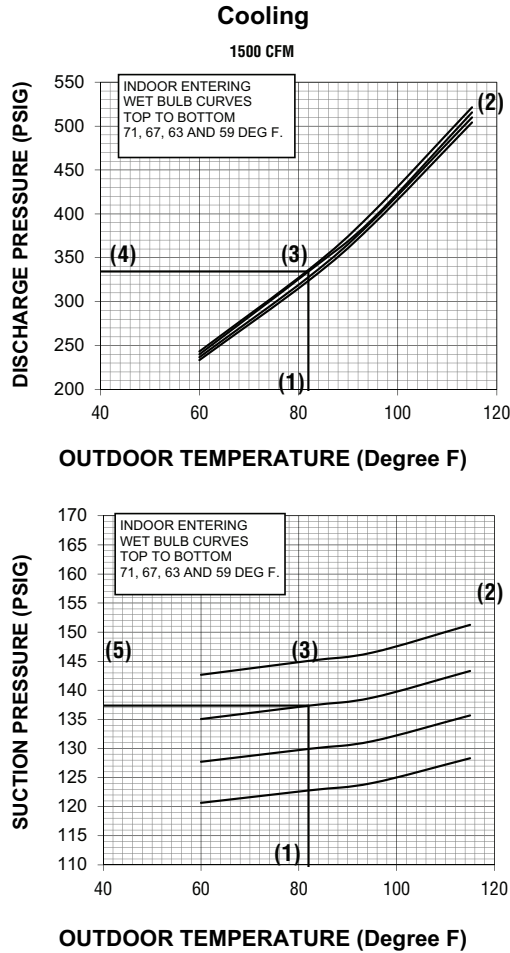 Cooling
1500 CFM
DISCHARGE PRESSURE (PSIG)
550
500
450
400
350
300
250
200
INDOOR ENTERING
WET BULB CURVES
TOP TO BOTTOM
71, 67, 63 AND 59 DEG F.
(2)
(4)
(3)
(1)
40
60
80
100
120
OUTDOOR TEMPERATURE (Degree F)
SUCTION PRESSURE (PSIG)
170
165
160
155
150
145
140
135
130
125
120
115
110
INDOOR ENTERING
WET BULB CURVES
TOP TO BOTTOM
71, 67, 63 AND 59 DEG F.
(2)
(5)
(3)
(1)
40
60
80
100
120
OUTDOOR TEMPERATURE (Degree F)